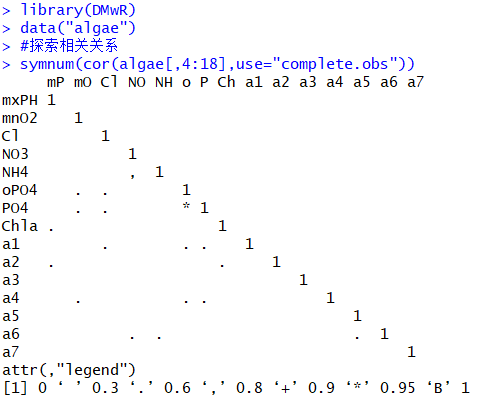 > library(DMwR)
> data("algae")
> #探索相关关系
> symnum(cor(algae[,4:18],use="complete.obs"))
     mP mO Cl NO NH o P Ch a1 a2 a3 a4 a5 a6 a7
mxPH 1
mnO2    1
Cl         1
NO3           1
NH4           ,  1
oPO4    .  .        1
PO4     .  .        * 1
Chla .                  1
a1         .        . .    1
a2   .                  .     1
a3                               1
a4      .           . .             1
a5                                     1
a6            .  .                   .    1
a7                                           1
attr(,"legend")
[1] 0 ‘ ’ 0.3 ‘.’ 0.6 ‘,’ 0.8 ‘+’ 0.9 ‘*’ 0.95 ‘B’ 1